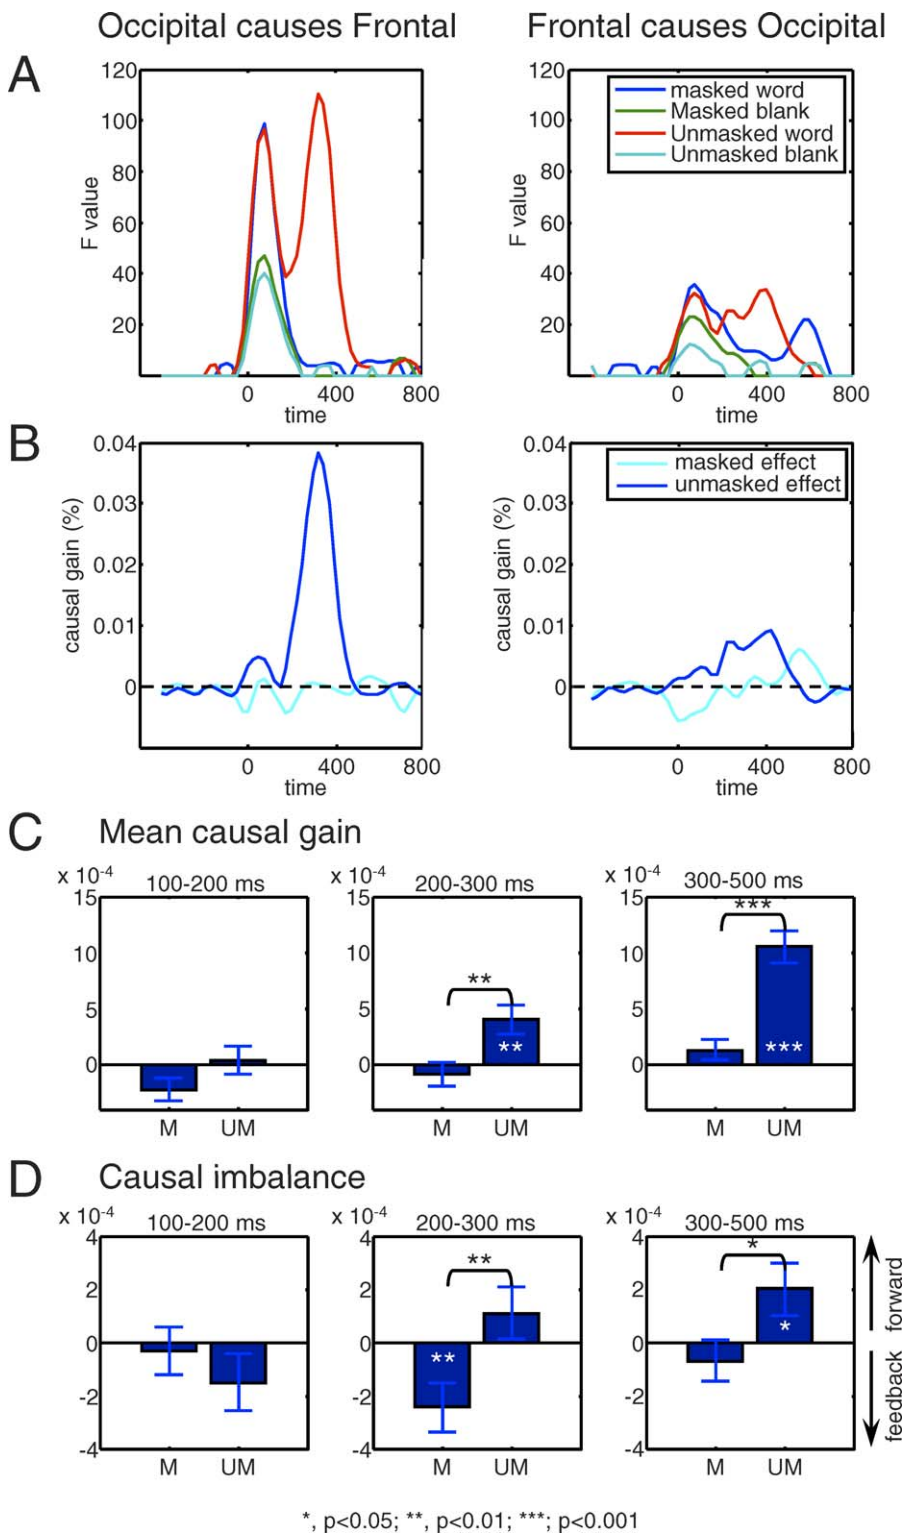 Occipital causes Frontal Frontal causes Occipital
A
120 120
100 100
80 80
60 60
40 40
20 20
F value F value
masked word
Masked blank
Unmasked word
Unmasked blank
0 400 800 0 400 800
time time
B
0.04 0.04
0.03 0.03
0.02 0.02
0.01 0.01
0 0
causal gain (%) causal gain (%)
masked effect
unmasked effect
0 400 800 0 400 800
time time
C Mean causal gain
x 10-4 100-200 ms x 10-4 200-300 ms x 10-4 300-500 ms
15 15 15
10 10 10
5 5 5
0 0 0
** ** *** ***
M UM M UM M UM
D Causal imbalance
x 10-4 100-200 ms x 10-4 200-300 ms x 10-4 300-500 ms
4 4 4
2 2 2
0 0 0
-2 -2 -2
-4 -4 -4
** ** * *
forward
feedback
M UM M UM M UM
*, p<0.05; **, p<0.01; ***; p<0.001